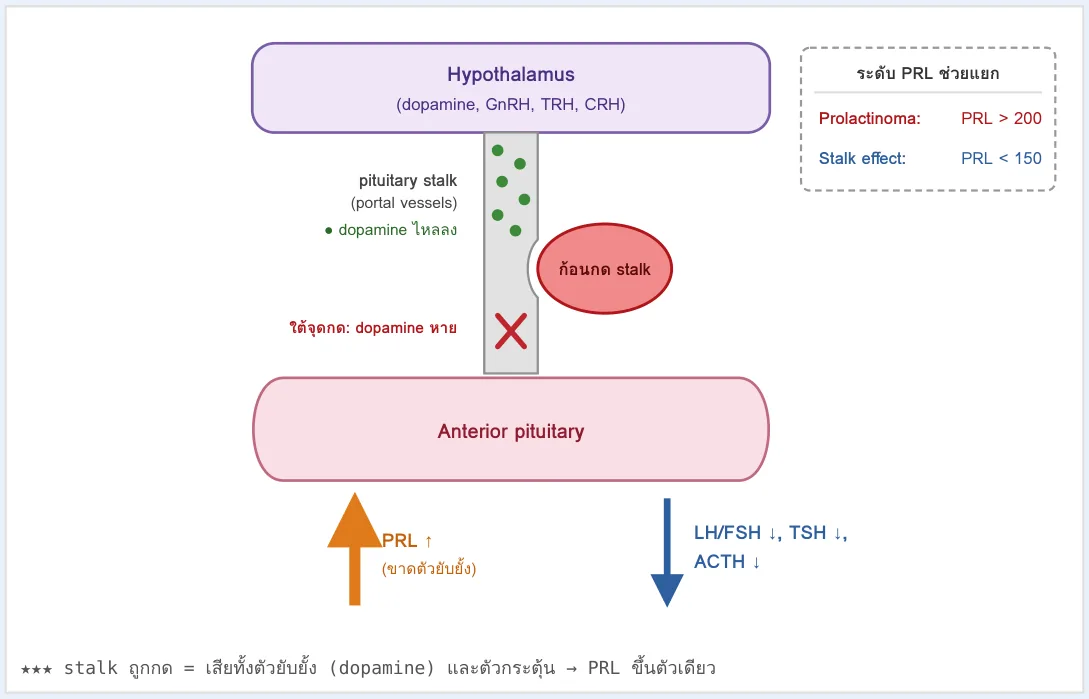 Hypothalamus
(dopamine, GnRH, TRH, CRH)
ระดับ PRL ช่วยแยก
Prolactinoma: PRL > 200
Stalk effect: PRL < 150
pituitary stalk
(portal vessels)
● dopamine ไหลลง
ก้อนกด stalk
ใต้จุดกด: dopamine หาย
Anterior pituitary
PRL ↑
(ขาดตัวยับยั้ง)
LH/FSH ↓, TSH ↓,
ACTH ↓
★★★ stalk ถูกกด = เสียทั้งตัวยับยั้ง (dopamine) และตัวกระตุ้น → PRL ขึ้นตัวเดียว